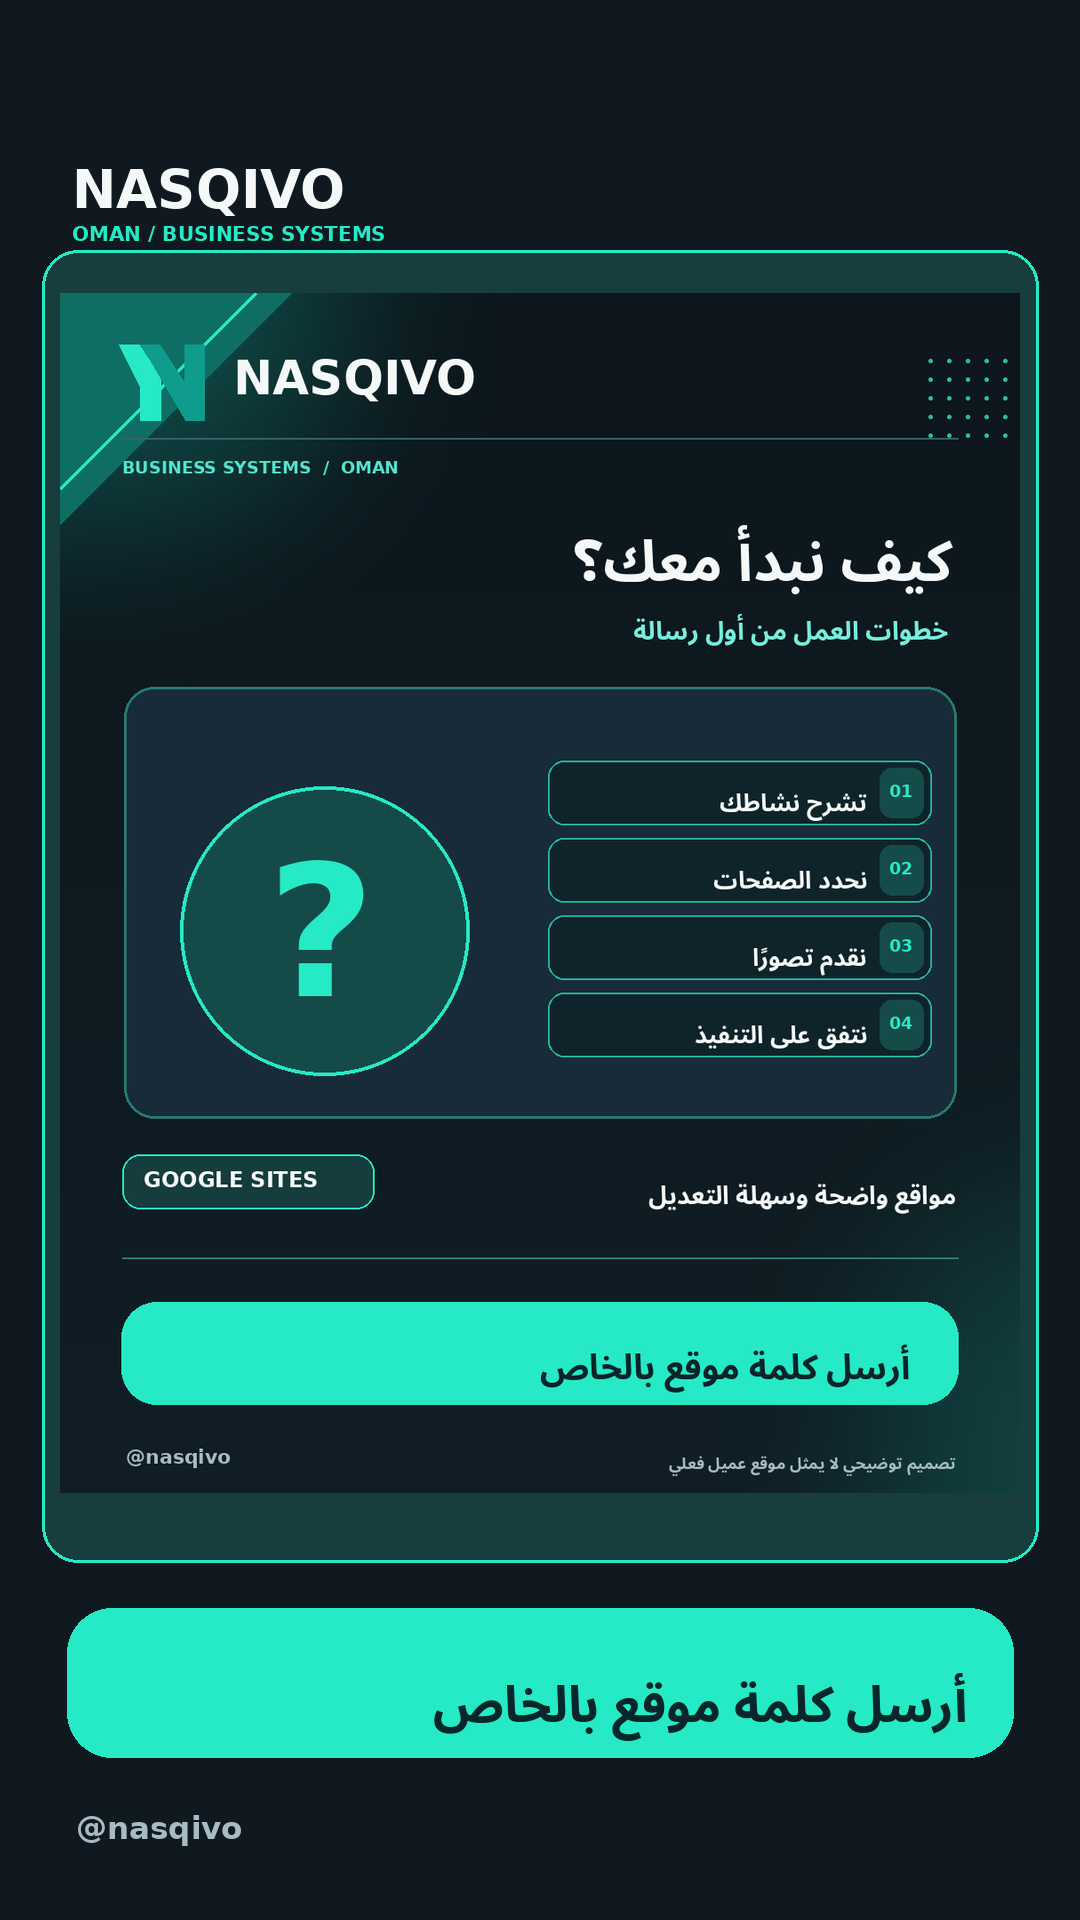 NASQIVO
OMAN / BUSINESS SYSTEMS
NASQIVO
BUSINESS SYSTEMS / OMAN
كيف نبدأ معك؟
خطوات العمل من أول رسالة
?
01 تشرح نشاطك
02 نحدد الصفحات
03 نقدم تصورًا
04 نتفق على التنفيذ
مواقع واضحة وسهلة التعديل
GOOGLE SITES
أرسل كلمة موقع بالخاص
تصميم توضيحي لا يمثل موقع عميل فعلي
@nasqivo
أرسل كلمة موقع بالخاص
@nasqivo